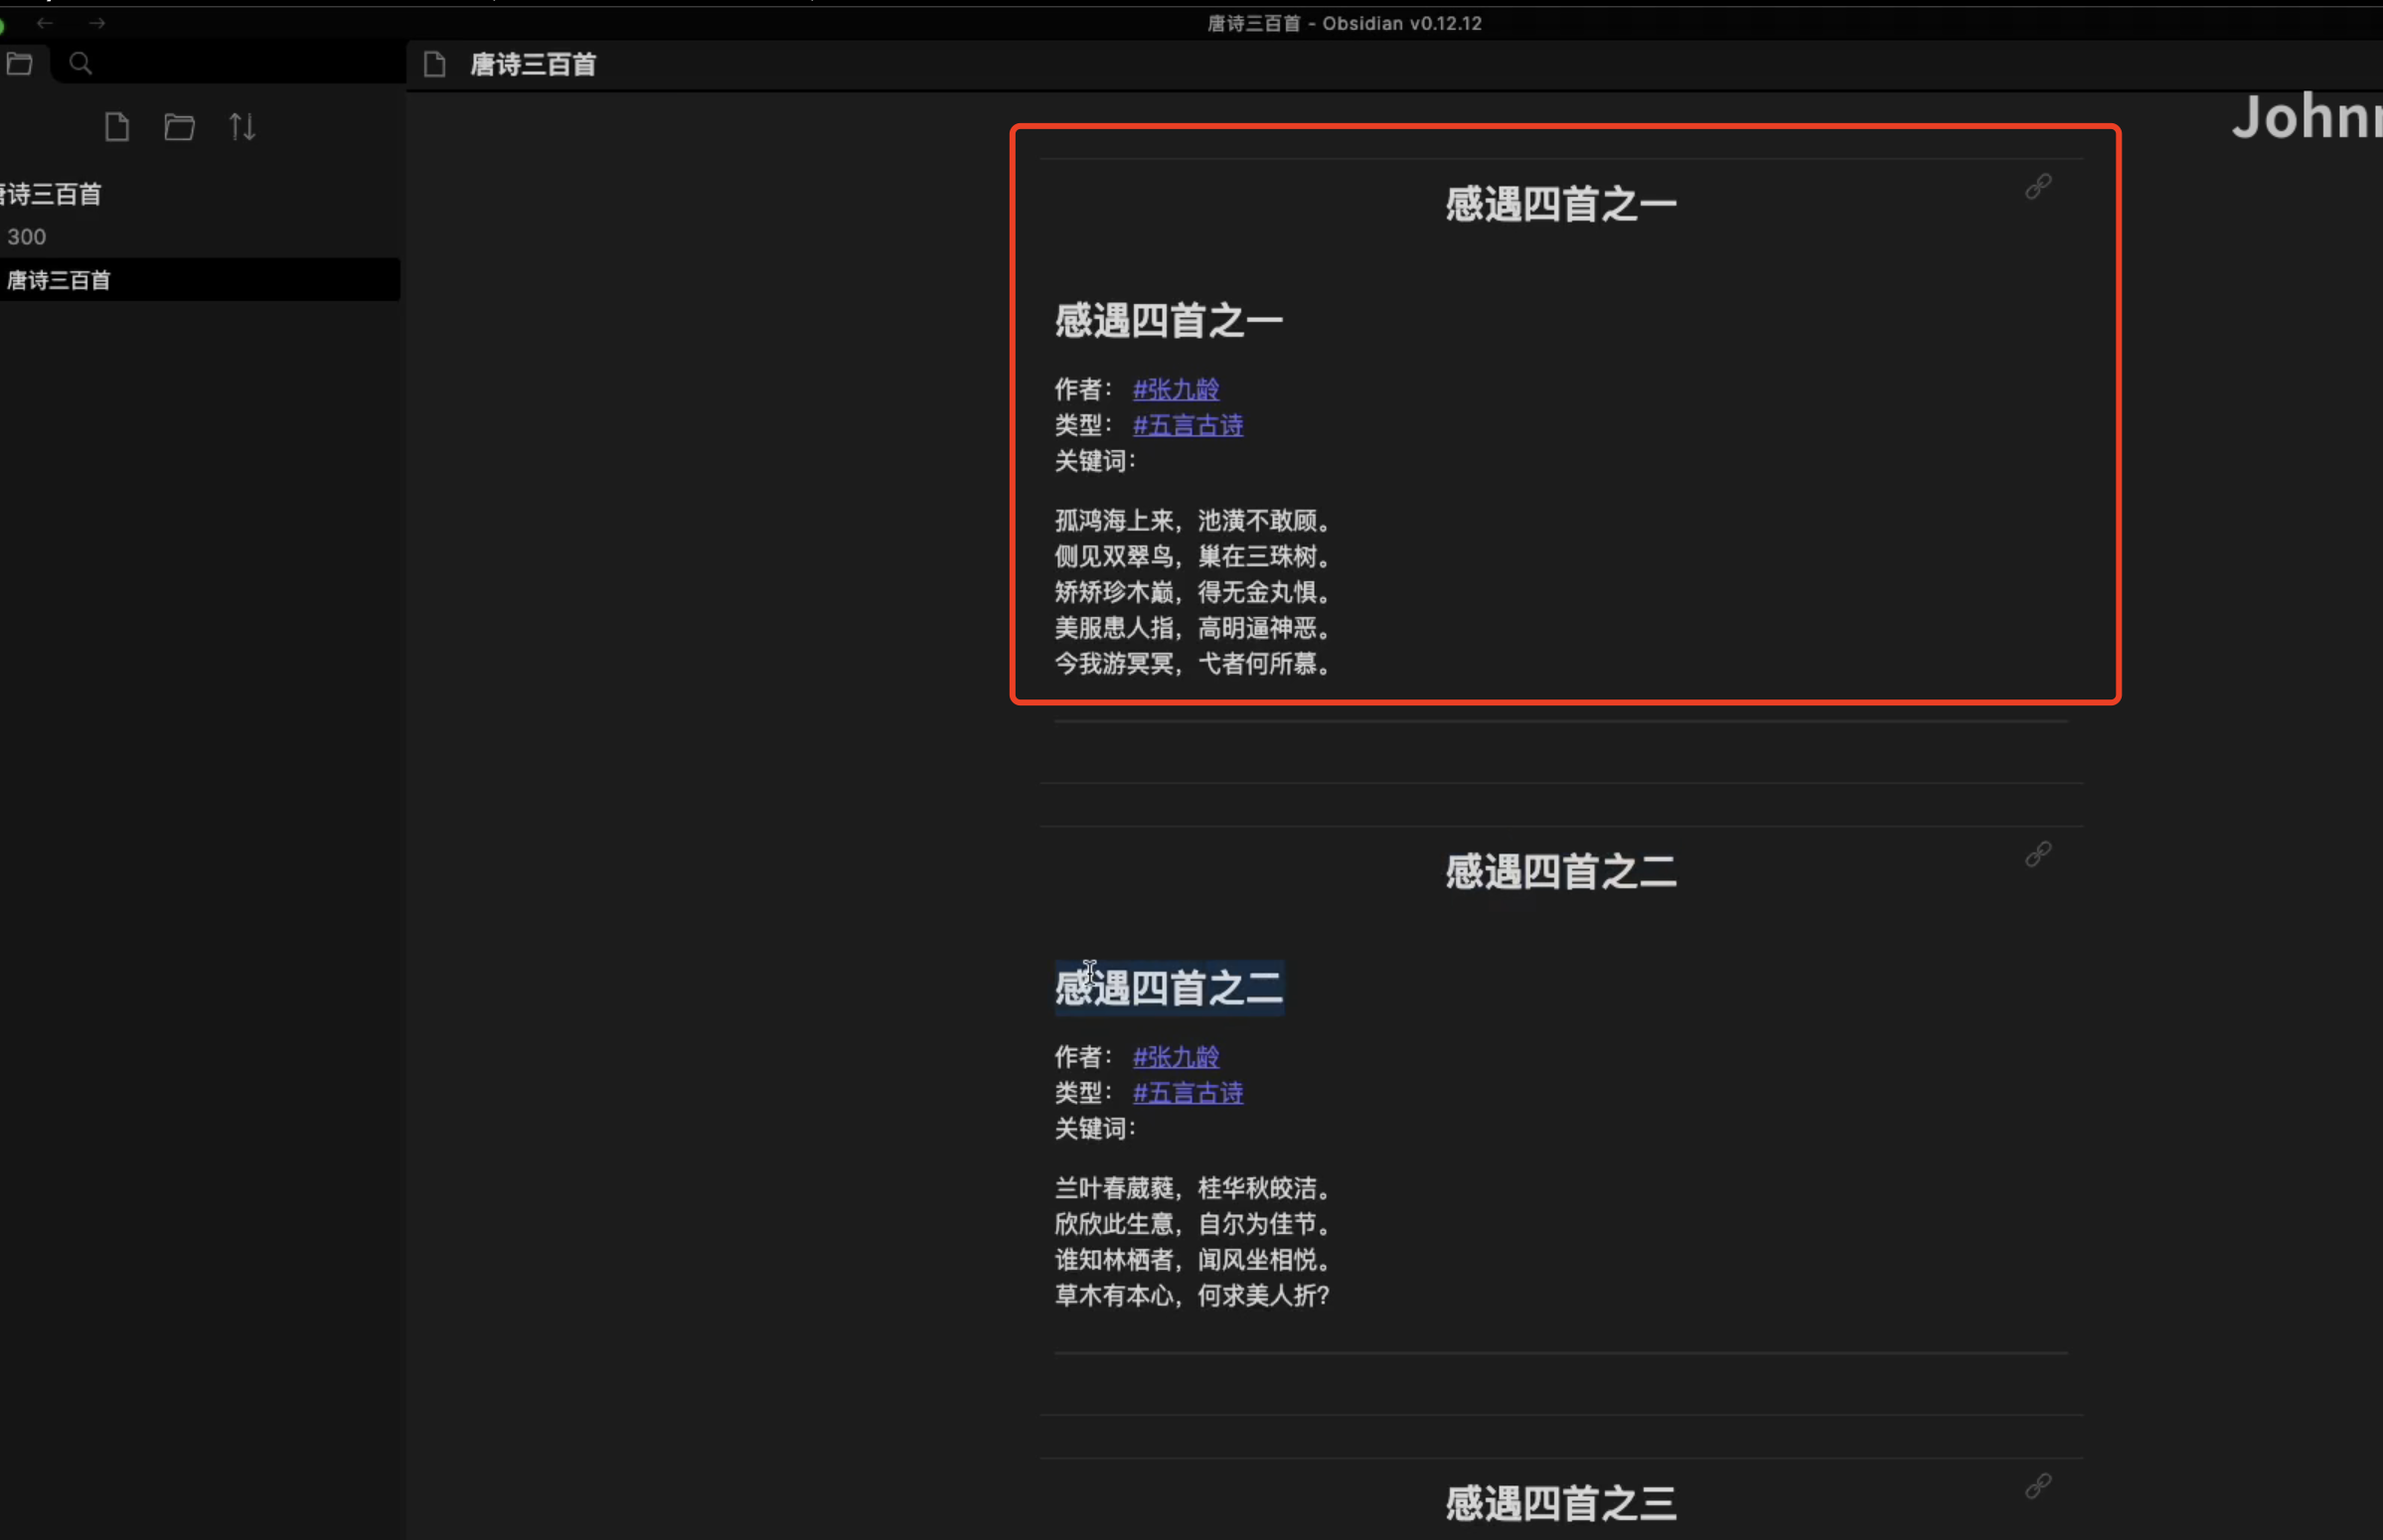 唐诗三百首 - Obsidian v0.12.12
唐诗三百首
诗三百首
300
唐诗三百首
感遇四首之一
感遇四首之一
作者： #张九龄
类型： #五言古诗
关键词：
孤鸿海上来，池潢不敢顾。
侧见双翠鸟，巢在三珠树。
矫矫珍木巅，得无金丸惧。
美服患人指，高明逼神恶。
今我游冥冥，弋者何所慕。
感遇四首之二
感遇四首之二
作者： #张九龄
类型： #五言古诗
关键词：
兰叶春葳蕤，桂华秋皎洁。
欣欣此生意，自尔为佳节。
谁知林栖者，闻风坐相悦。
草木有本心，何求美人折？
感遇四首之三